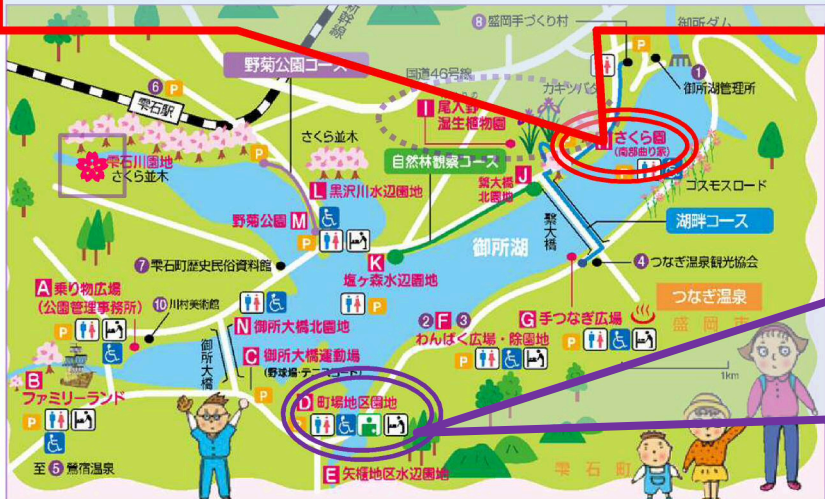 ⑧盛岡手づくり村
御所ダム
新幹線
野菊公園コース
国道46号線
カキツバタ
①
御所湖管理所
⑥ P
雫石駅
I 尾入野
湿生植物園
さくら園
(南部曲り家)
P
さくら並木
雫石川園地
さくら並木
自然林観察コース
J
繋大橋
北園地
コスモスロード
L 黒沢川水辺園地
湖畔コース
繋大橋
野菊公園 M
P
御所湖
⑦雫石町歴史民俗資料館
K
塩ヶ森水辺園地
P
④つなぎ温泉観光協会
A 乗り物広場
(公園管理事務所)
P
⑩川村美術館
つなぎ温泉
盛岡市
N 御所大橋北園地
② F ③
わんぱく広場・除園地
P
G 手つなぎ広場
P
御所大橋
C 御所大橋運動場
(野球場・テニスコート)
P
1km
B
ファミリーランド
P
D 町場地区園地
P
至⑤鶯宿温泉
E 矢櫃地区水辺園地
雫石町